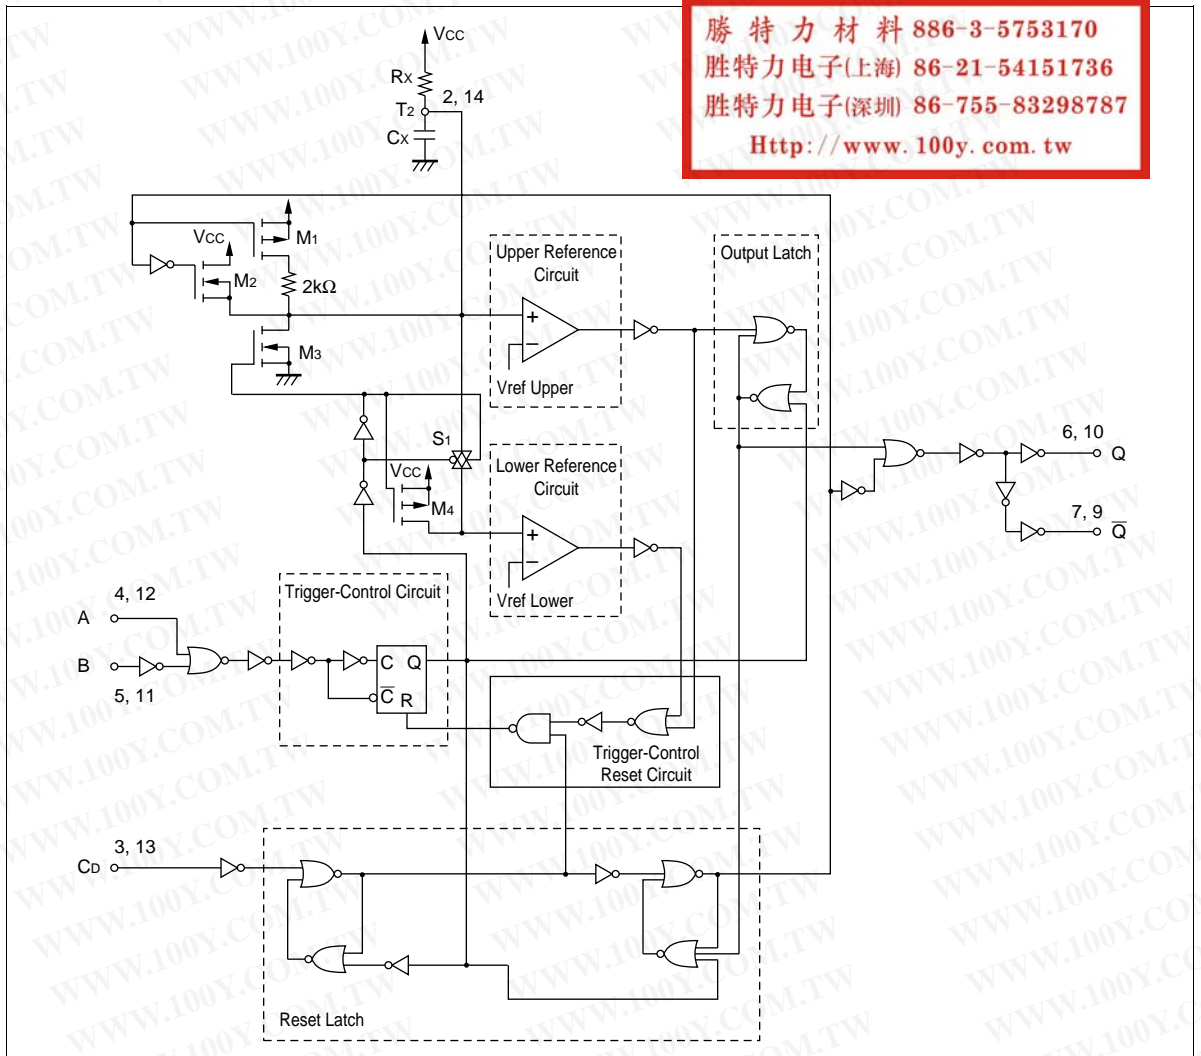 勝 特 力 材 料 886-3-5753170
胜特力电子(上海) 86-21-54151736
胜特力电子(深圳) 86-755-83298787
Http://www.100y.com.tw
VCC
RX
T2
2, 14
CX
VCC
M1
M2
2kΩ
M3
Upper Reference
Circuit
+
−
Vref Upper
Output Latch
S1
VCC
M4
Lower Reference
Circuit
+
−
Vref Lower
6, 10
Q
7, 9
Q̅
Trigger-Control Circuit
4, 12
A
B
5, 11
C Q
C̅ R
Trigger-Control
Reset Circuit
3, 13
CD
Reset Latch
WWW.100Y.COM.TW